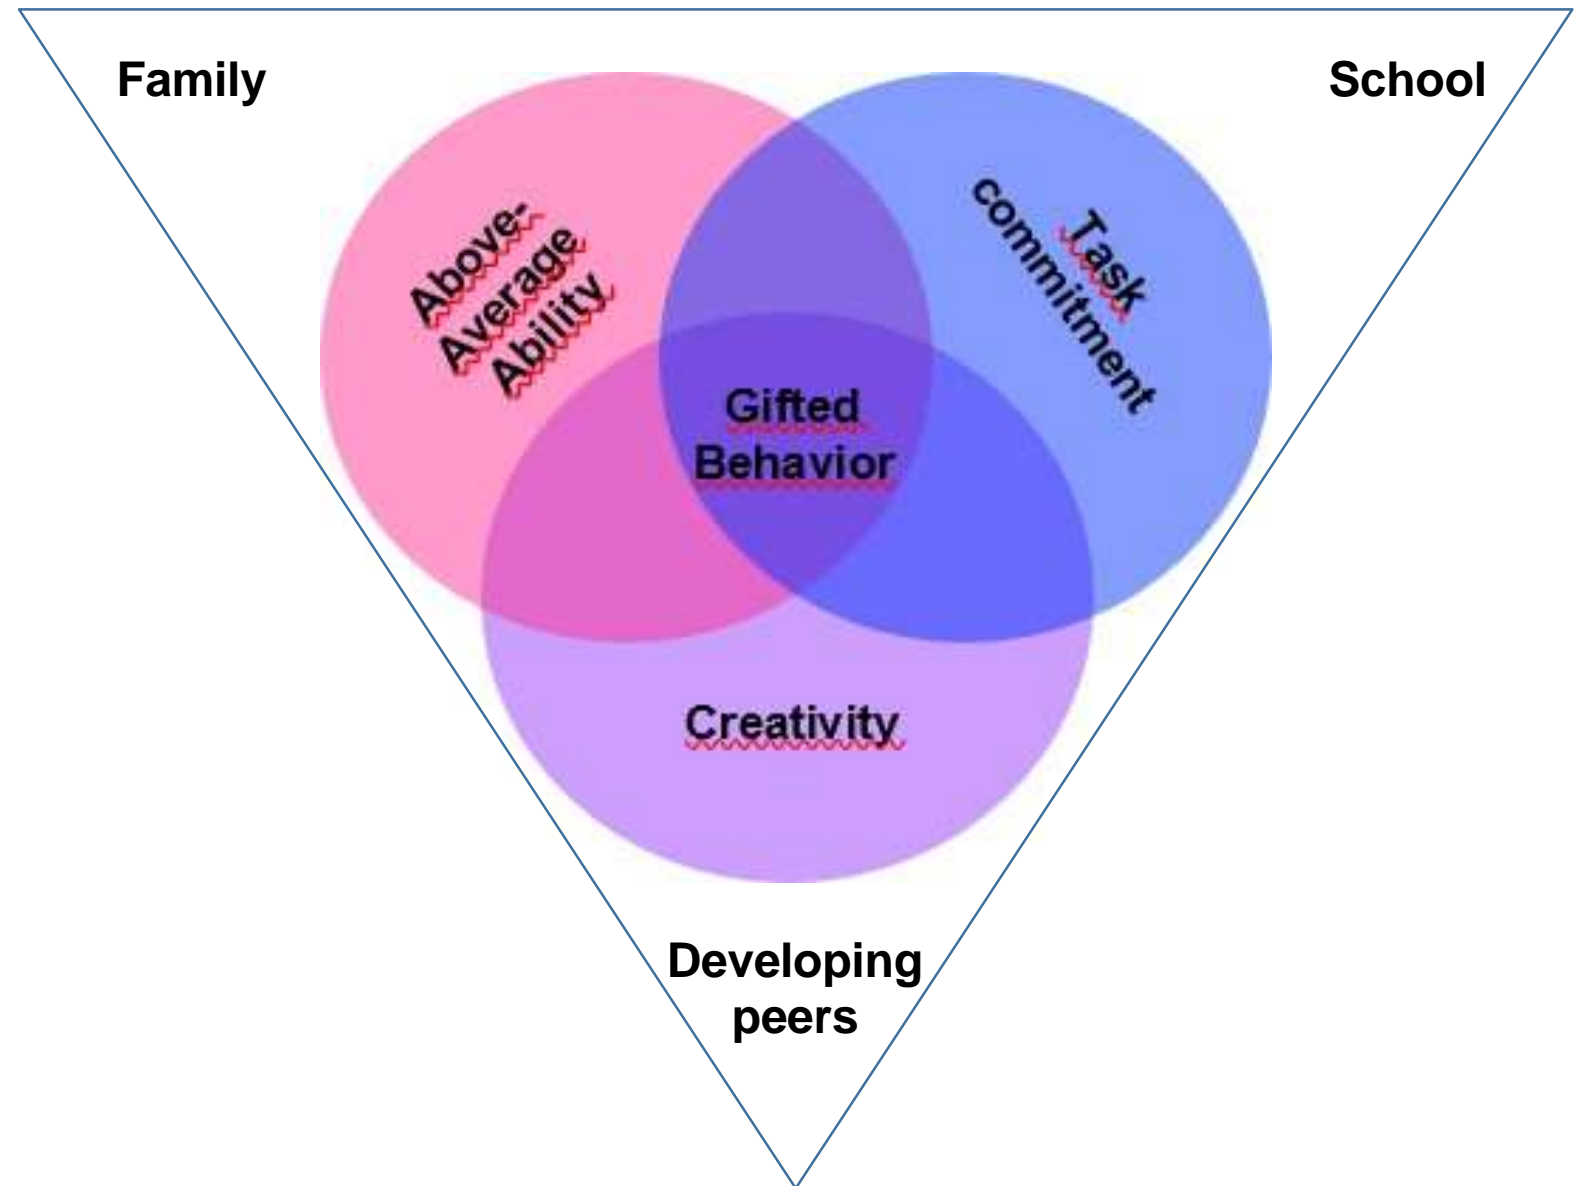 Family
School
Above-
Average
Ability
Task
commitment
Gifted
Behavior
Creativity
Developing
peers